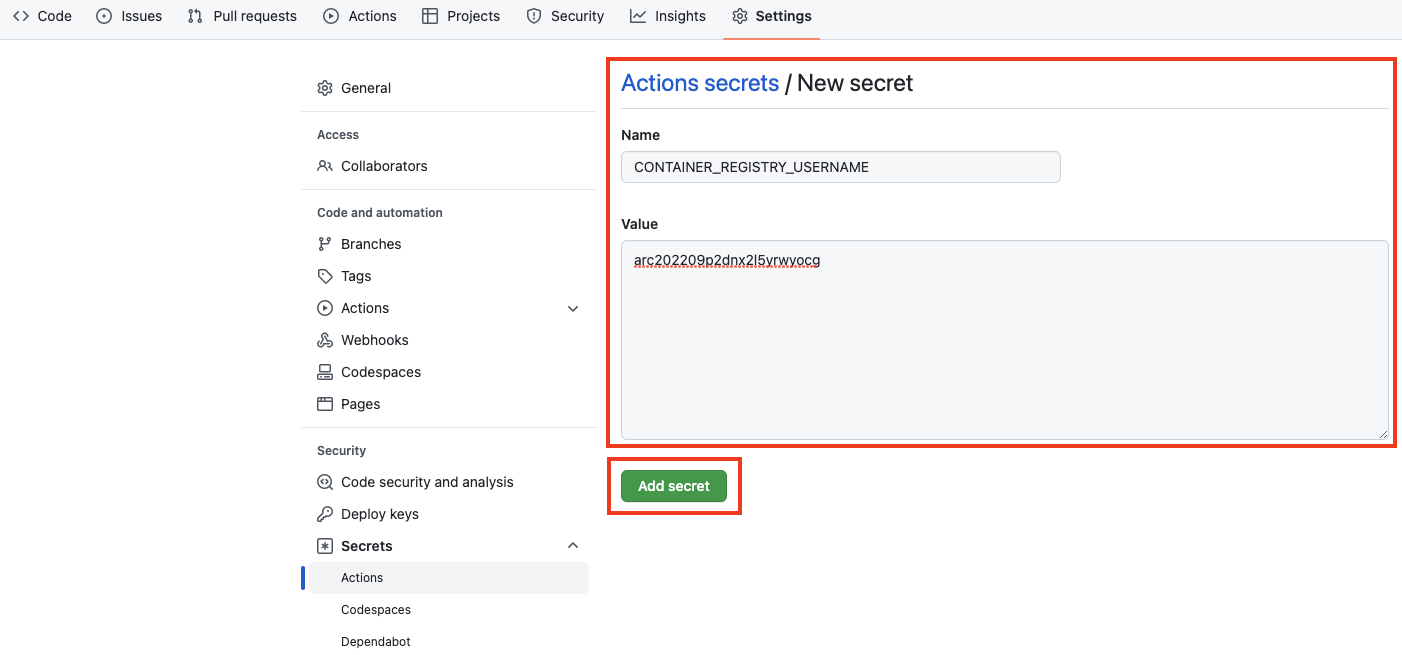 Code Issues Pull requests Actions Projects Security Insights Settings
General
Access
Collaborators
Code and automation
Branches
Tags
Actions
Webhooks
Codespaces
Pages
Security
Code security and analysis
Deploy keys
Secrets
Actions
Codespaces
Dependabot
Actions secrets / New secret
Name
CONTAINER_REGISTRY_USERNAME
Value
arc202209p2dnx2l5yrwyocg
Add secret